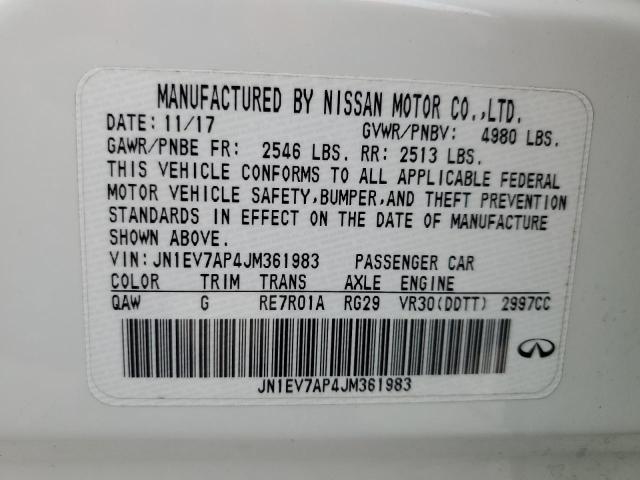 MANUFACTURED BY NISSAN MOTOR CO.,LTD.
DATE: 11/17 GVWR/PNBV: 4980 LBS.
GAWR/PNBE FR: 2546 LBS. RR: 2513 LBS.
THIS VEHICLE CONFORMS TO ALL APPLICABLE FEDERAL
MOTOR VEHICLE SAFETY,BUMPER,AND THEFT PREVENTION
STANDARDS IN EFFECT ON THE DATE OF MANUFACTURE
SHOWN ABOVE.
VIN: JN1EV7AP4JM361983 PASSENGER CAR
COLOR TRIM TRANS AXLE ENGINE
QAW G RE7R01A RG29 VR30(DDTT) 2997CC
JN1EV7AP4JM361983